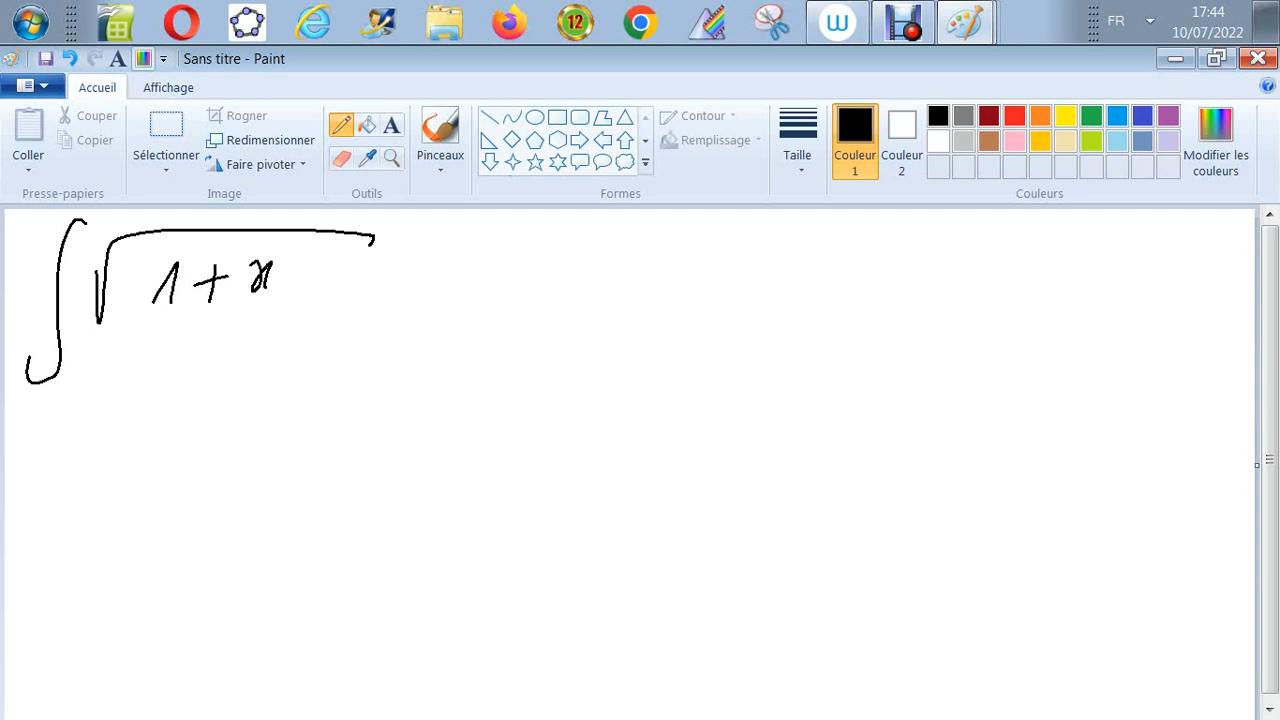 12
W
FR
17:44
10/07/2022
Sans titre - Paint
Accueil
Affichage
Coller
Couper
Copier
Presse-papiers
Sélectionner
Rogner
Redimensionner
Faire pivoter
Image
A
Outils
Pinceaux
Formes
Contour
Remplissage
Taille
Couleur
1
Couleur
2
Modifier les
couleurs
Couleurs
∫ √ 1 + x